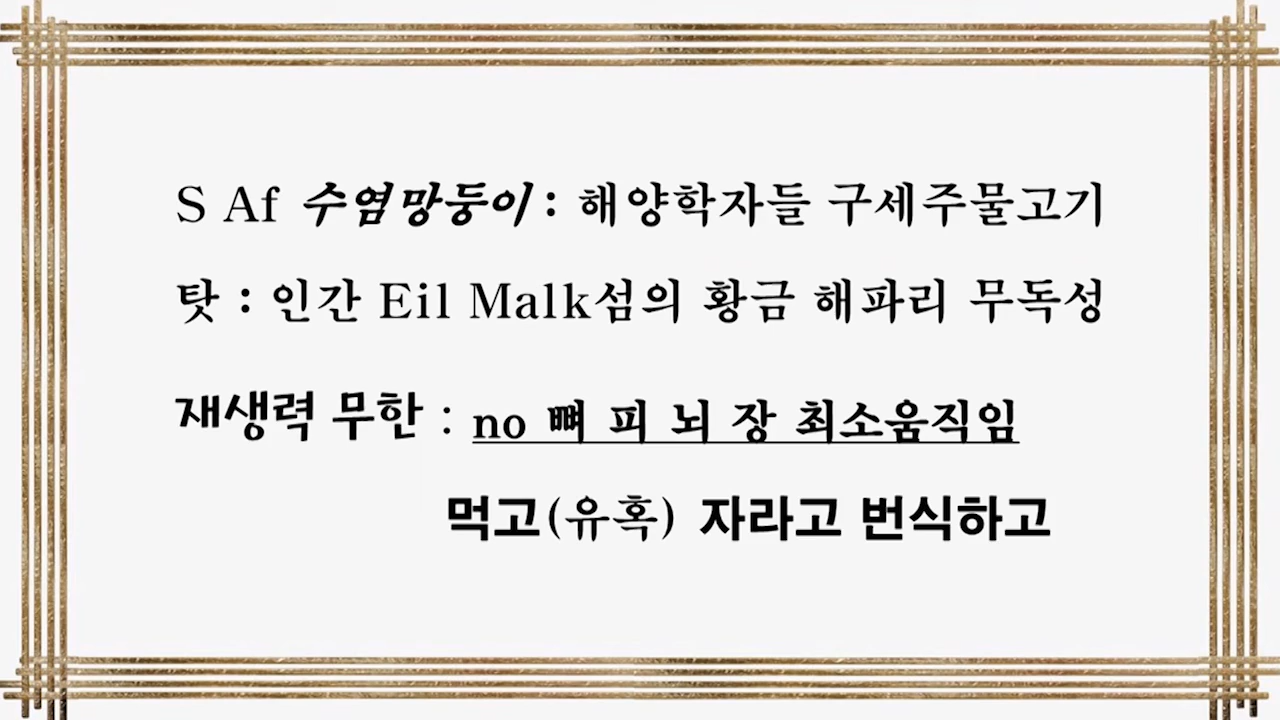 S Af 수염망둥이 : 해양학자들 구세주물고기
탓 : 인간 Eil Malk섬의 황금 해파리 무독성
재생력 무한 : no 뼈 피 뇌 장 최소움직임
먹고(유혹) 자라고 번식하고